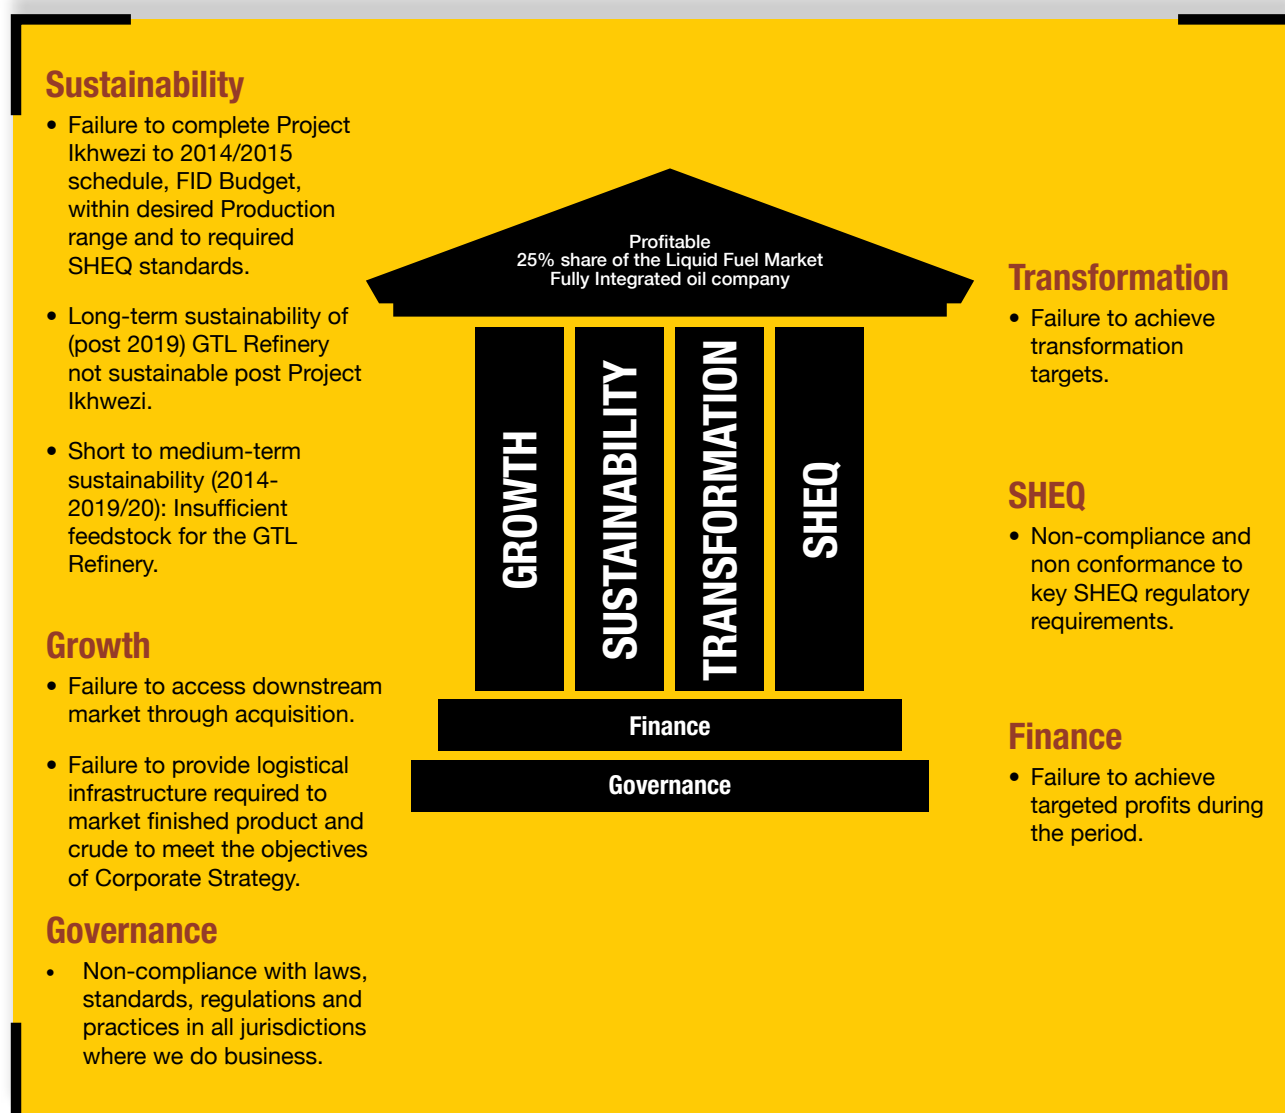 Sustainability
• Failure to complete Project
Ikhwezi to 2014/2015
schedule, FID Budget,
within desired Production
range and to required
SHEQ standards.
• Long-term sustainability of
(post 2019) GTL Refinery
not sustainable post Project
Ikhwezi.
• Short to medium-term
sustainability (2014-
2019/20): Insufficient
feedstock for the GTL
Refinery.
Growth
• Failure to access downstream
market through acquisition.
• Failure to provide logistical
infrastructure required to
market finished product and
crude to meet the objectives
of Corporate Strategy.
Governance
• Non-compliance with laws,
standards, regulations and
practices in all jurisdictions
where we do business.
Profitable
25% share of the Liquid Fuel Market
Fully Integrated oil company
GROWTH
SUSTAINABILITY
TRANSFORMATION
SHEQ
Finance
Governance
Transformation
• Failure to achieve
transformation
targets.
SHEQ
• Non-compliance and
non conformance to
key SHEQ regulatory
requirements.
Finance
• Failure to achieve
targeted profits during
the period.